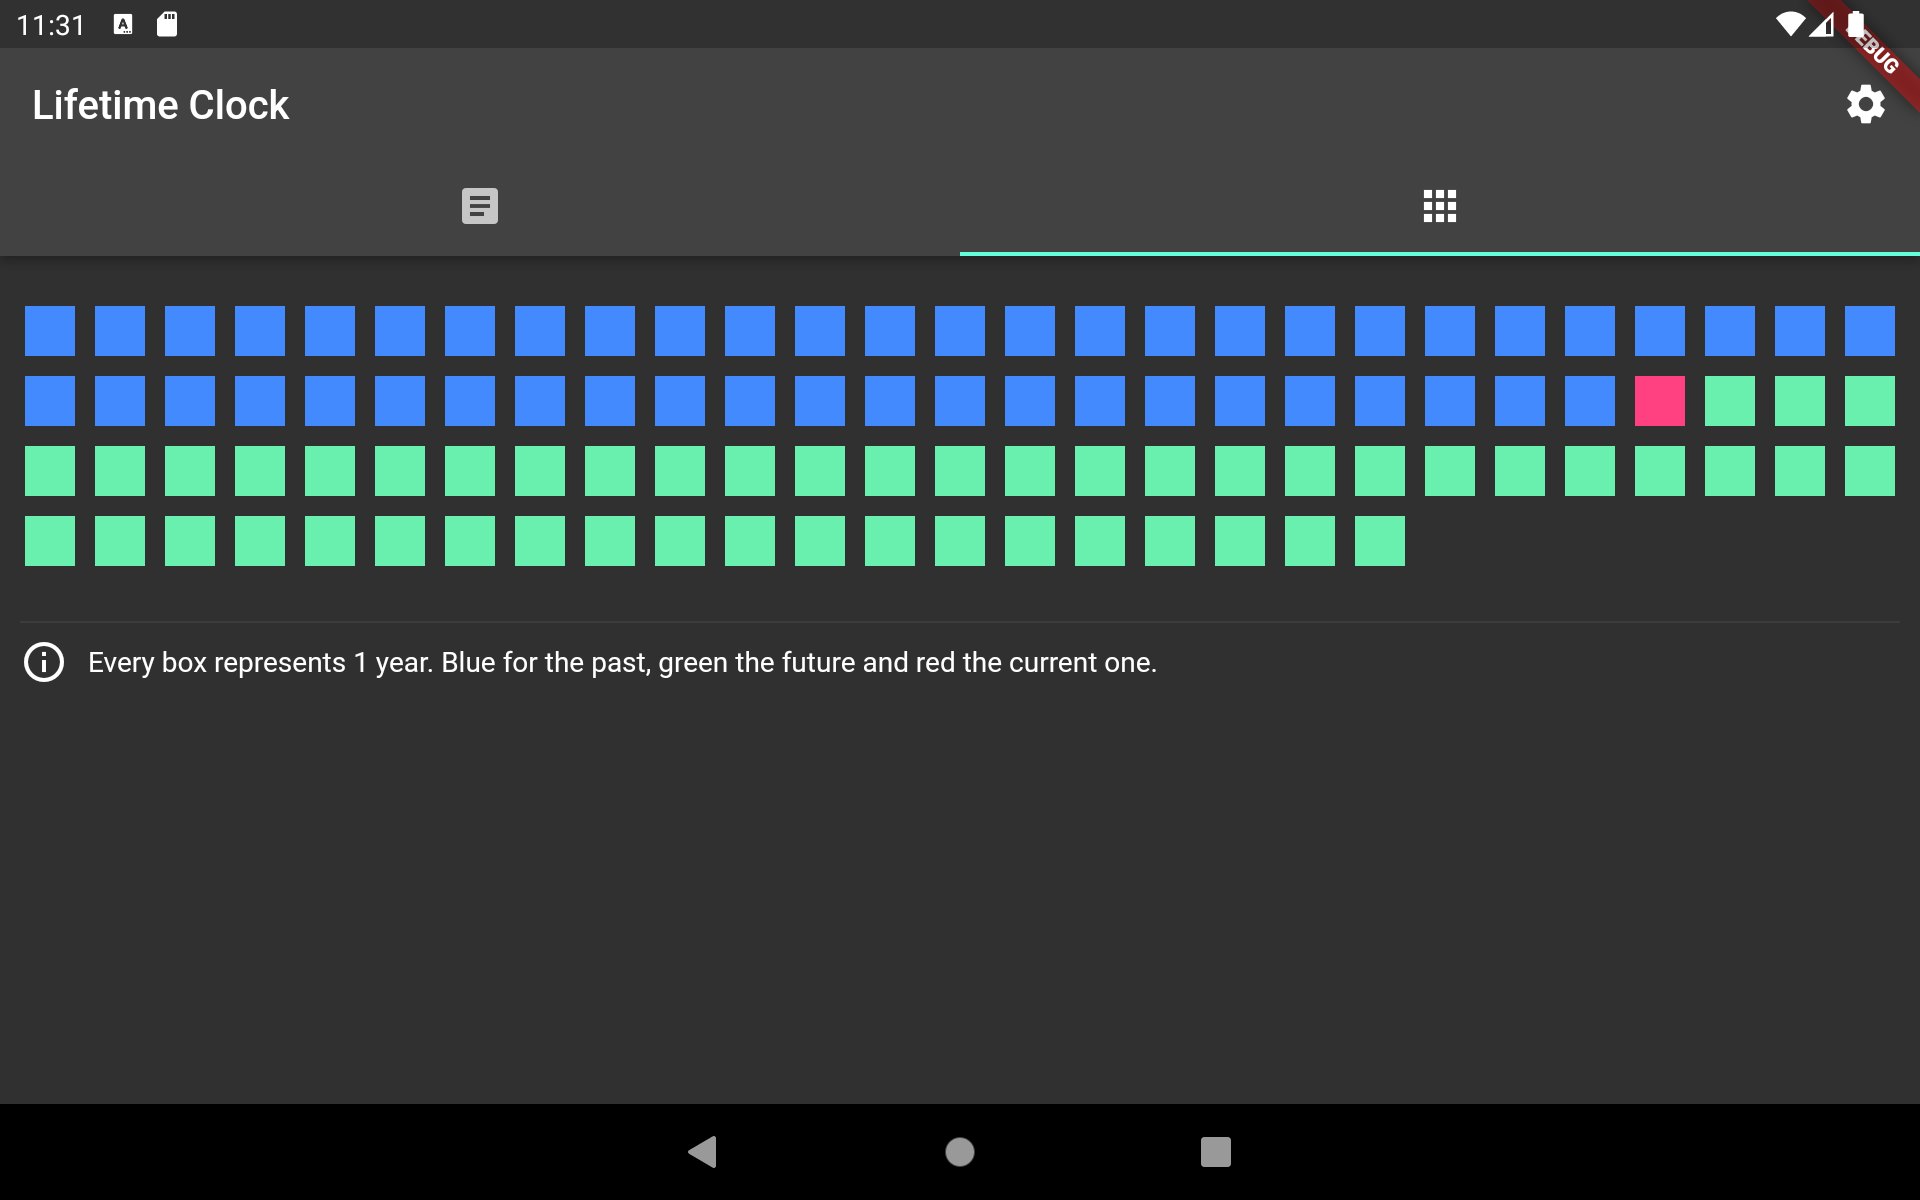 11:31
Lifetime Clock
Every box represents 1 year. Blue for the past, green the future and red the current one.